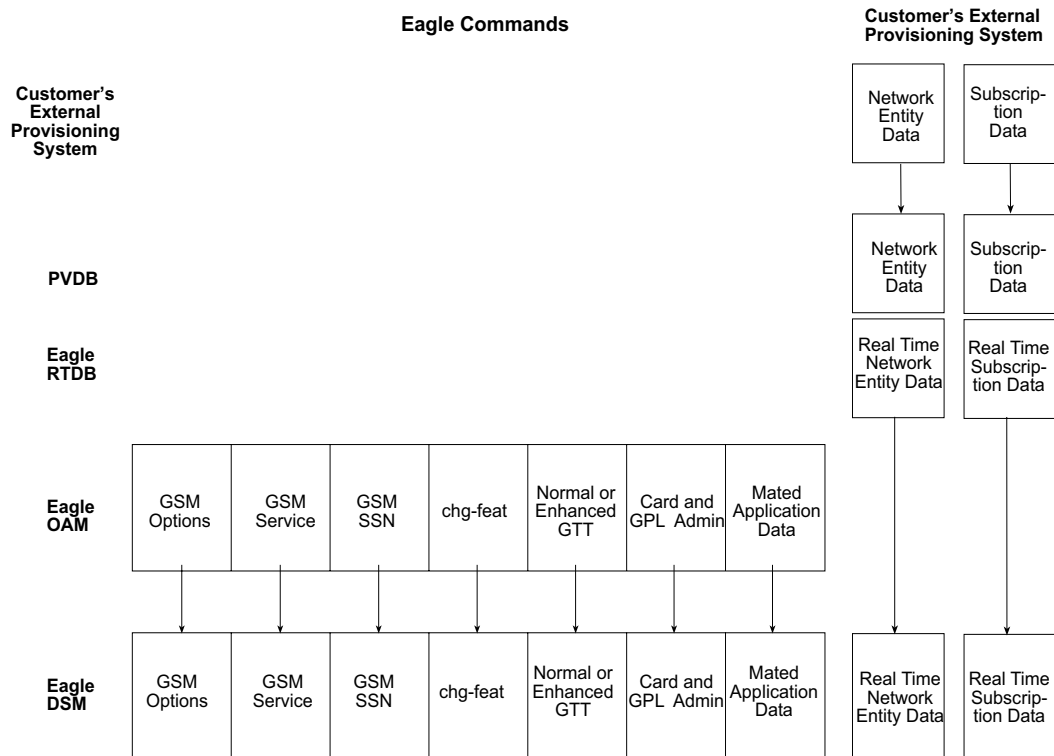 Eagle Commands
Customer's External
Provisioning System
Customer's
External
Provisioning
System
Network
Entity
Data
Subscrip-
tion
Data
PVDB
Network
Entity
Data
Subscrip-
tion
Data
Eagle
RTDB
Real Time
Network
Entity Data
Real Time
Subscrip-
tion Data
Eagle
OAM
GSM
Options
GSM
Service
GSM
SSN
chg-feat
Normal or
Enhanced
GTT
Card and
GPL Admin
Mated
Application
Data
Eagle
DSM
GSM
Options
GSM
Service
GSM
SSN
chg-feat
Normal or
Enhanced
GTT
Card and
GPL Admin
Mated
Application
Data
Real Time
Network
Entity Data
Real Time
Subscrip-
tion Data